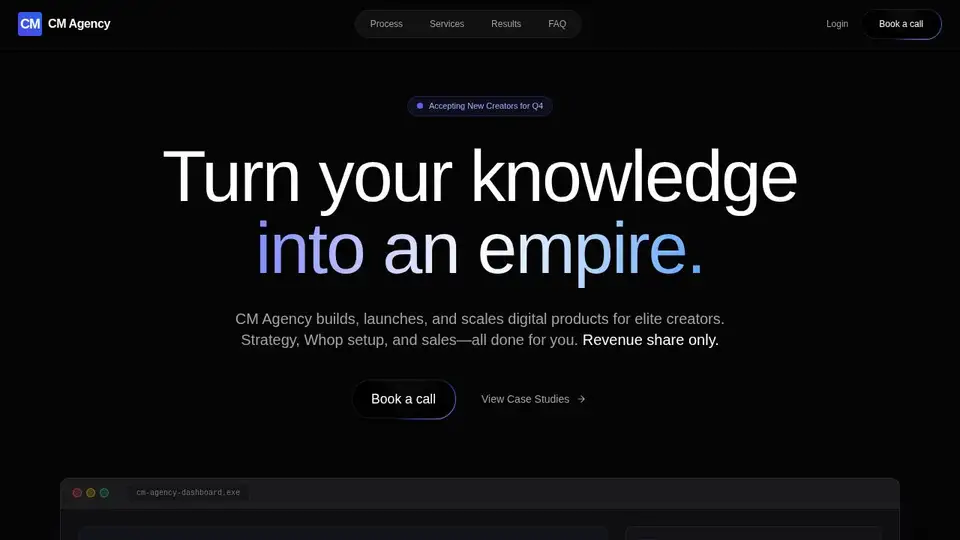 CM CM Agency
Process Services Results FAQ
Login Book a call
Accepting New Creators for Q4
Turn your knowledge
into an empire.
CM Agency builds, launches, and scales digital products for elite creators.
Strategy, Whop setup, and sales—all done for you. Revenue share only.
Book a call View Case Studies →
cm-agency-dashboard.exe